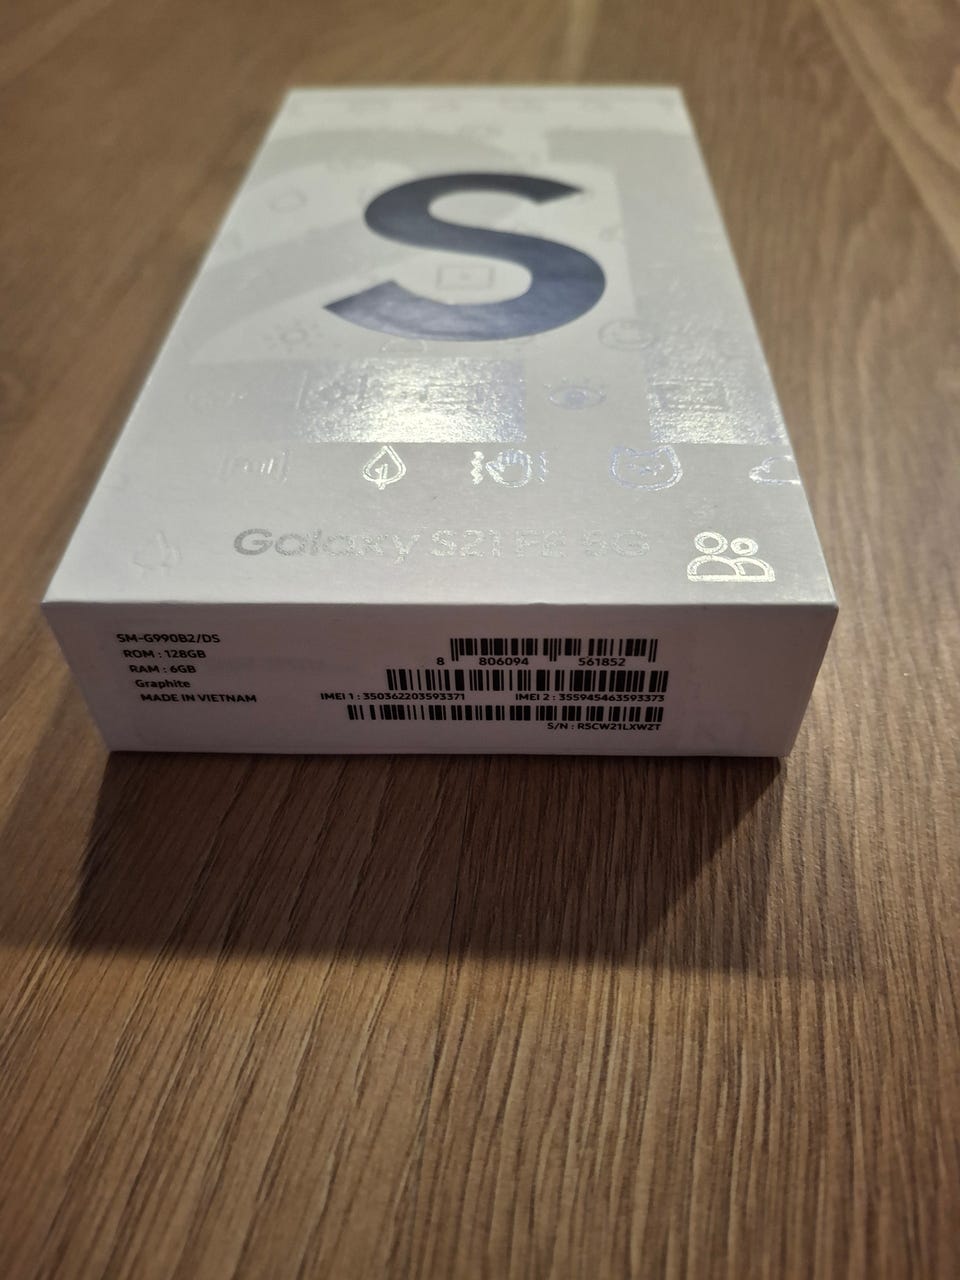 S
Galaxy S21 FE 5G
SM-G990B2/DS
ROM : 128GB
RAM : 6GB
Graphite
MADE IN VIETNAM
8 806094 561852
IMEI 1 : 350362203593371 IMEI 2 : 355945463593373
S/N : R5CW21LXWZT